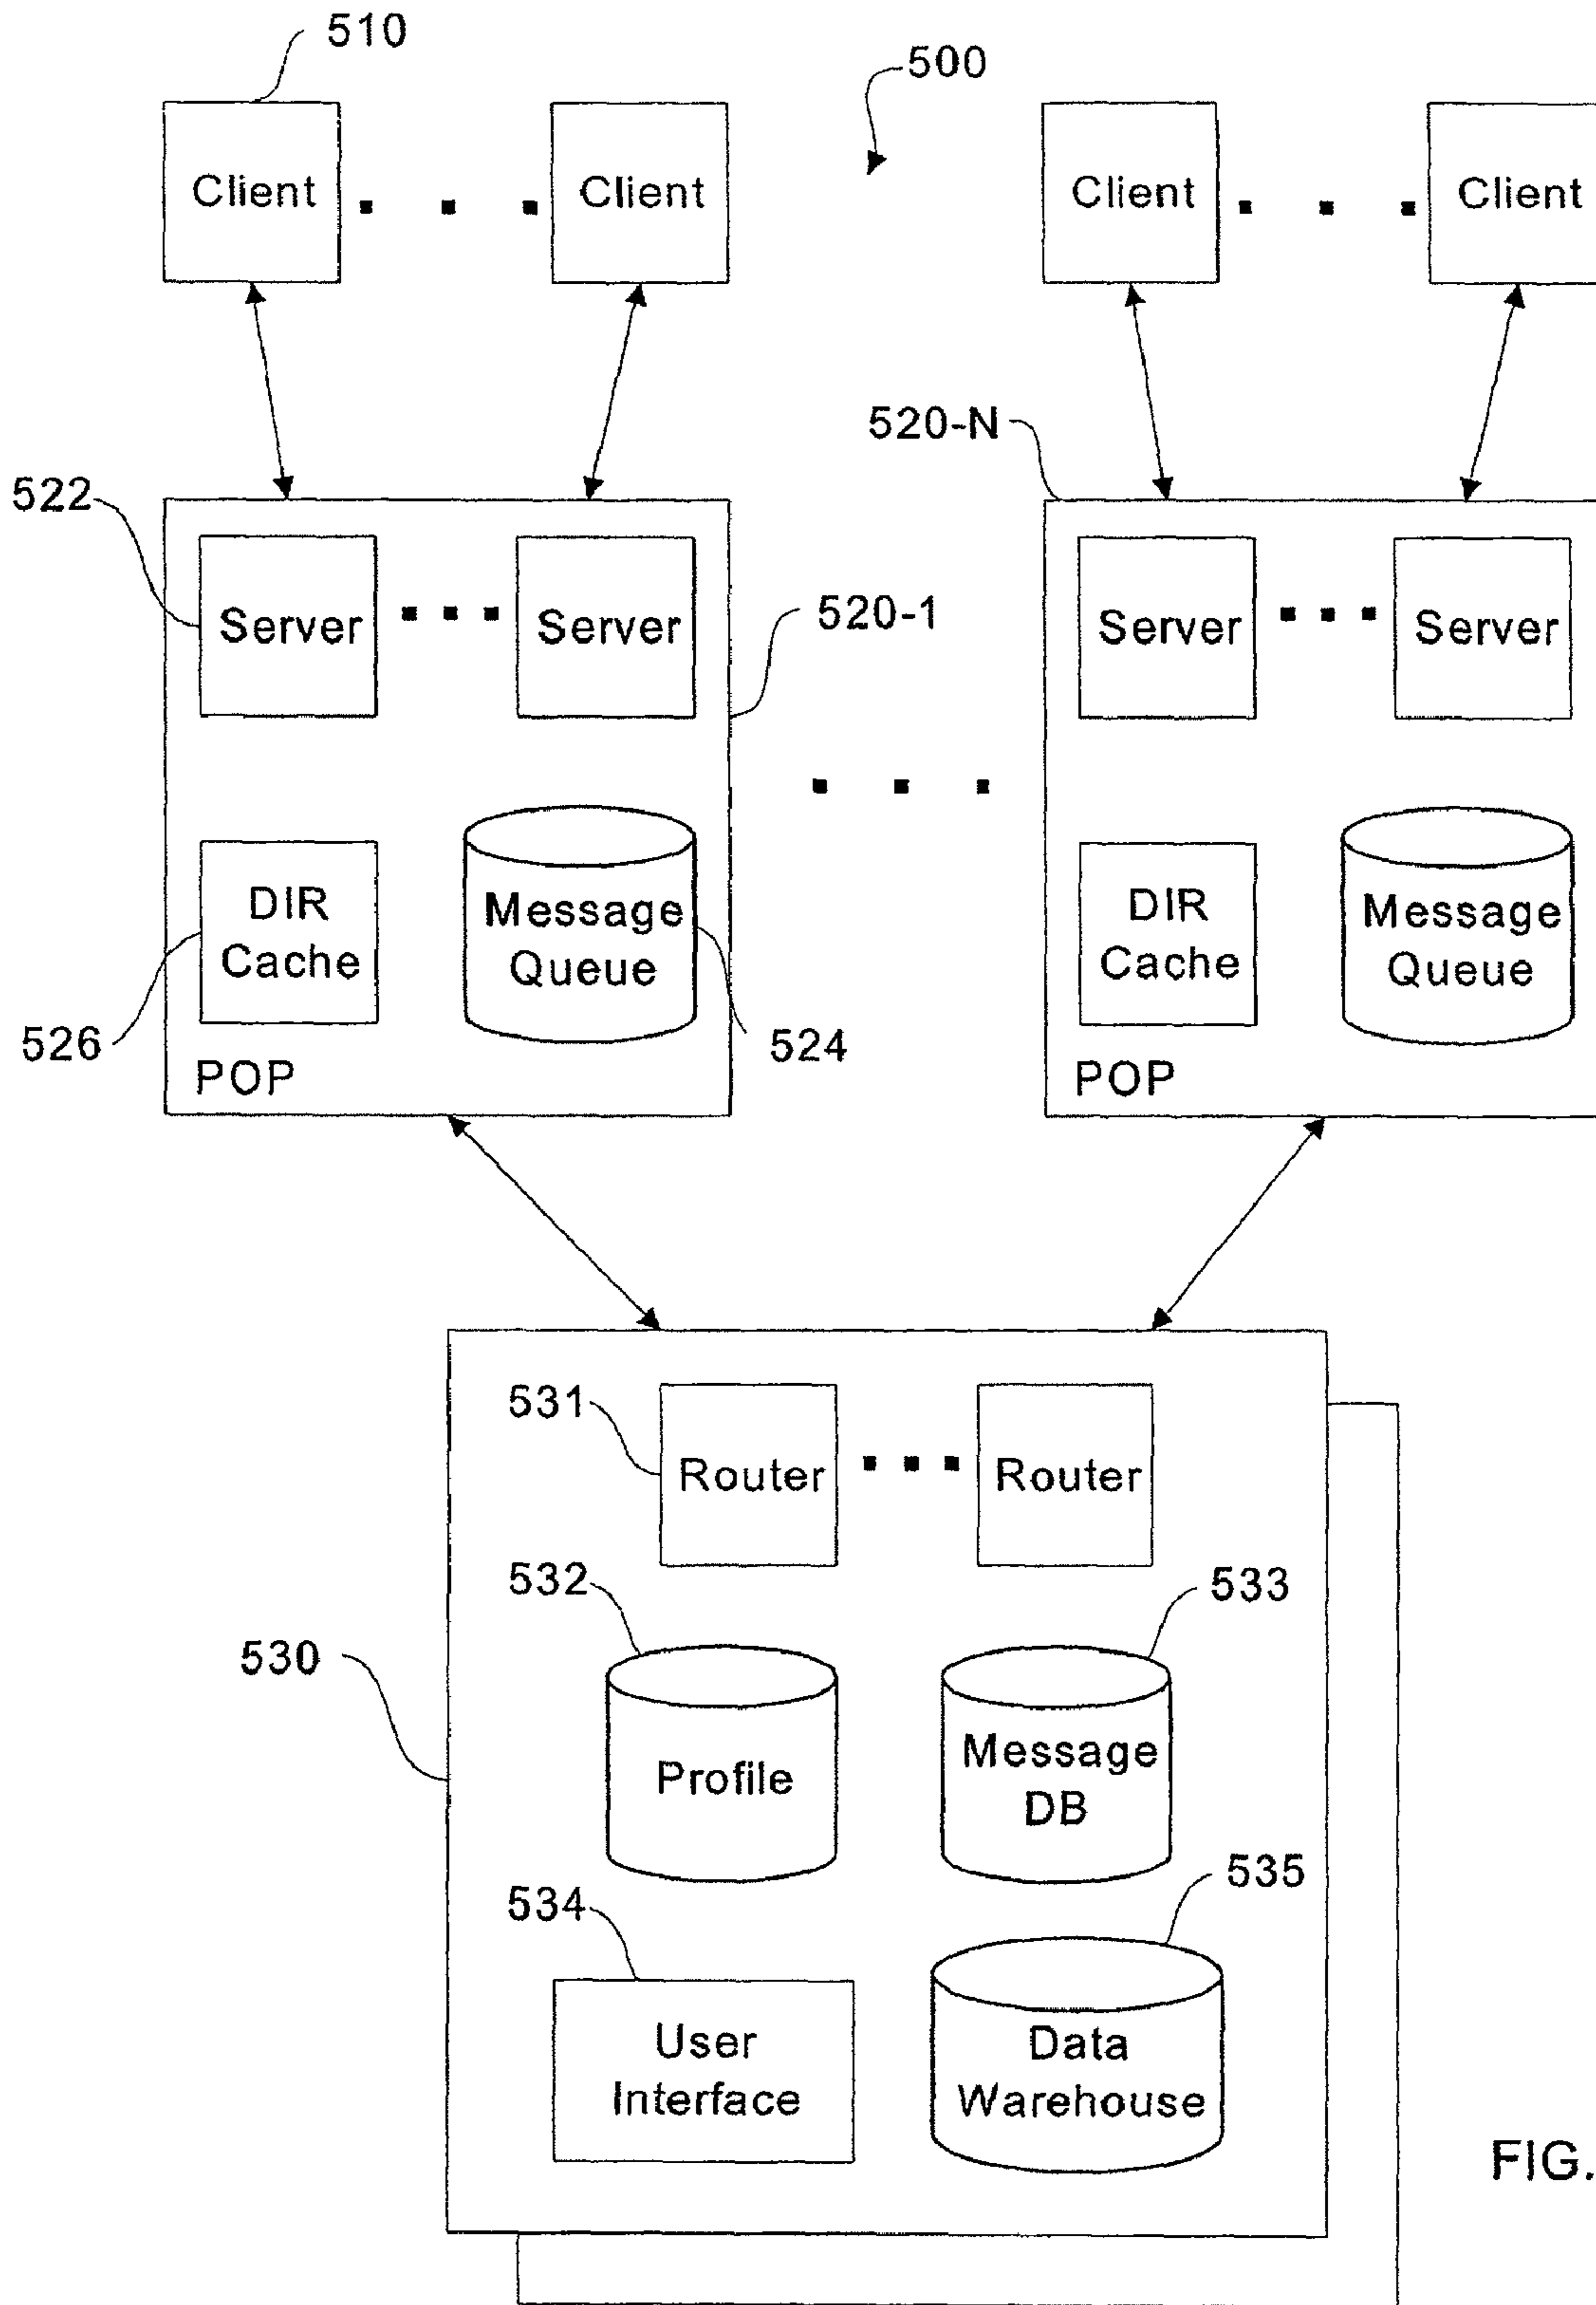 510
500
Client
Client
Client
Client
520-N
522
Server
Server
520-1
Server
Server
DIR
Cache
Message
Queue
DIR
Cache
Message
Queue
526
524
POP
POP
531
Router
Router
532
533
530
Profile
Message
DB
534
535
User
Interface
Data
Warehouse
FIG.